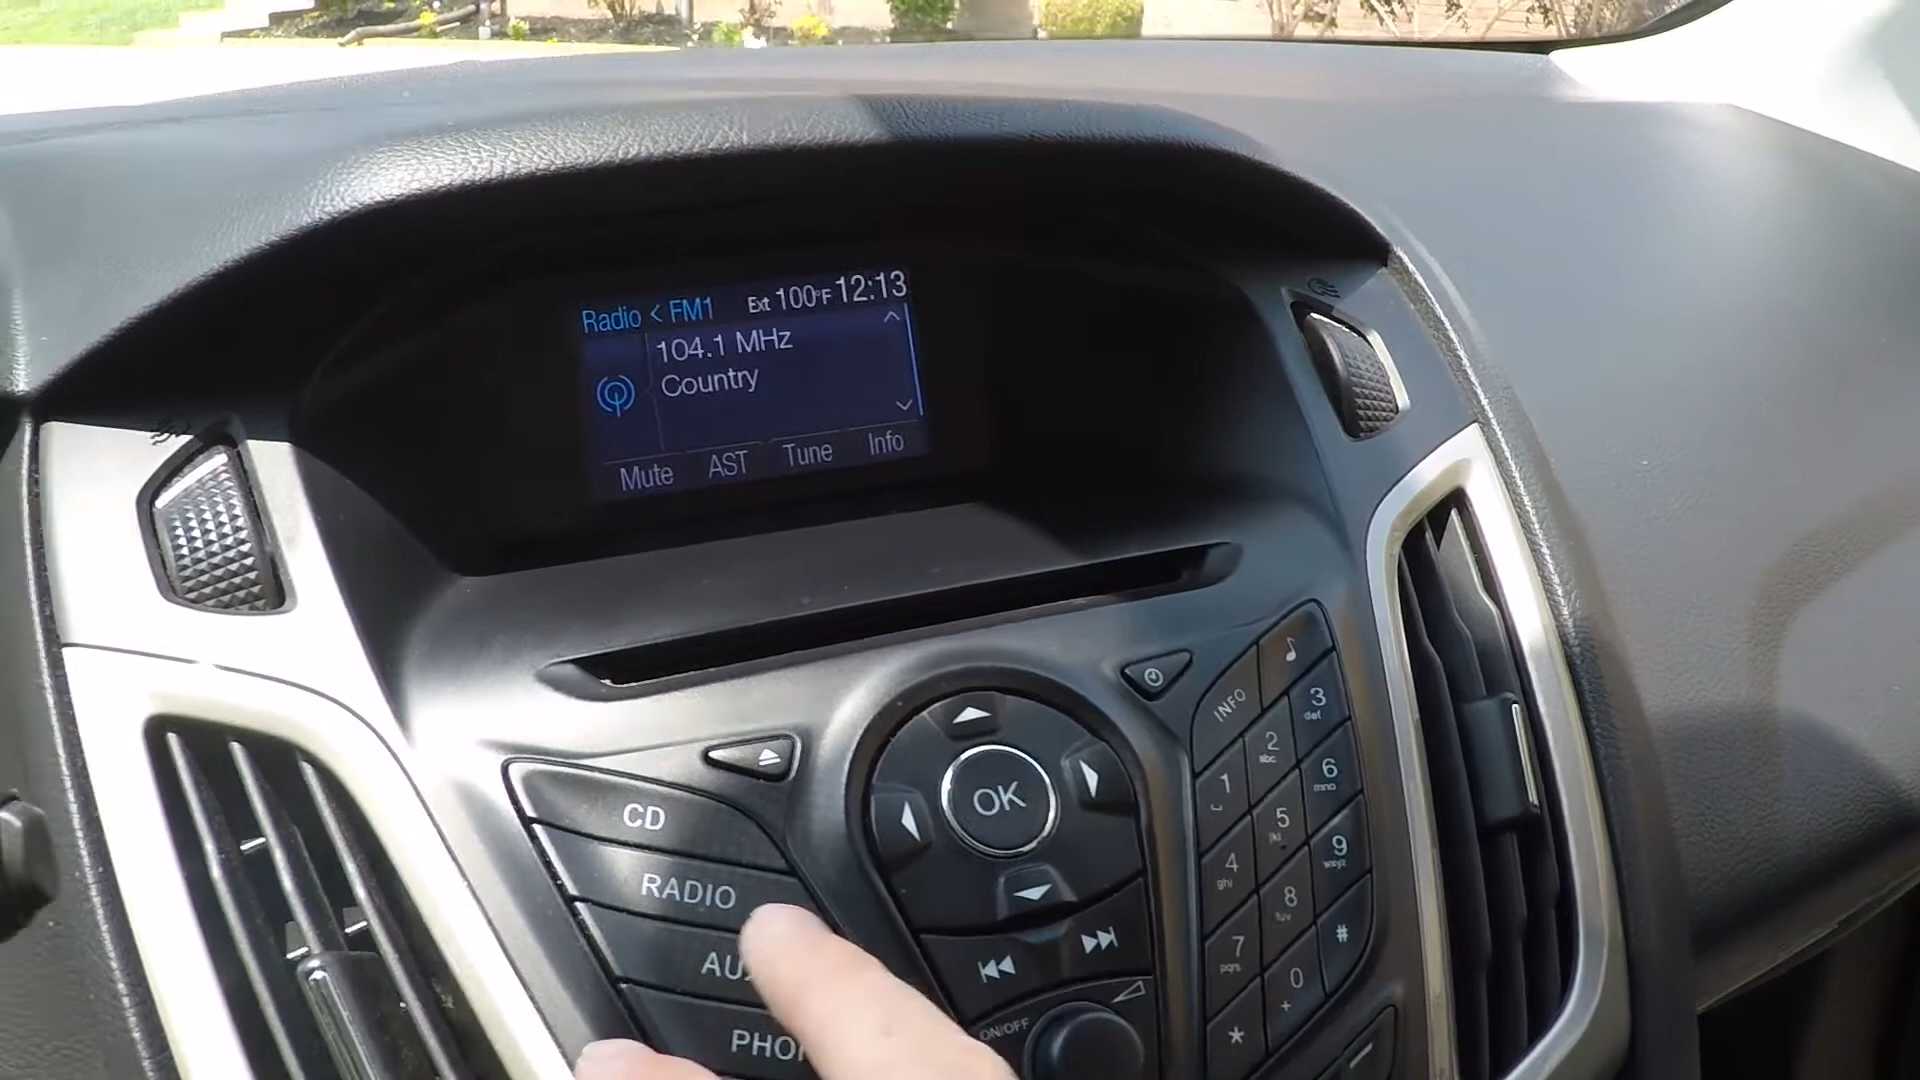 Radio < FM1 Ext 100°F 12:13
104.1 MHz
Country
Mute AST Tune Info
CD
RADIO
AU
PHO
OK
ON/OFF
INFO
1
2 abc
3 def
4 ghi
5 jkl
6 mno
7 pqrs
8 tuv
9 wxyz
*
0 +
#